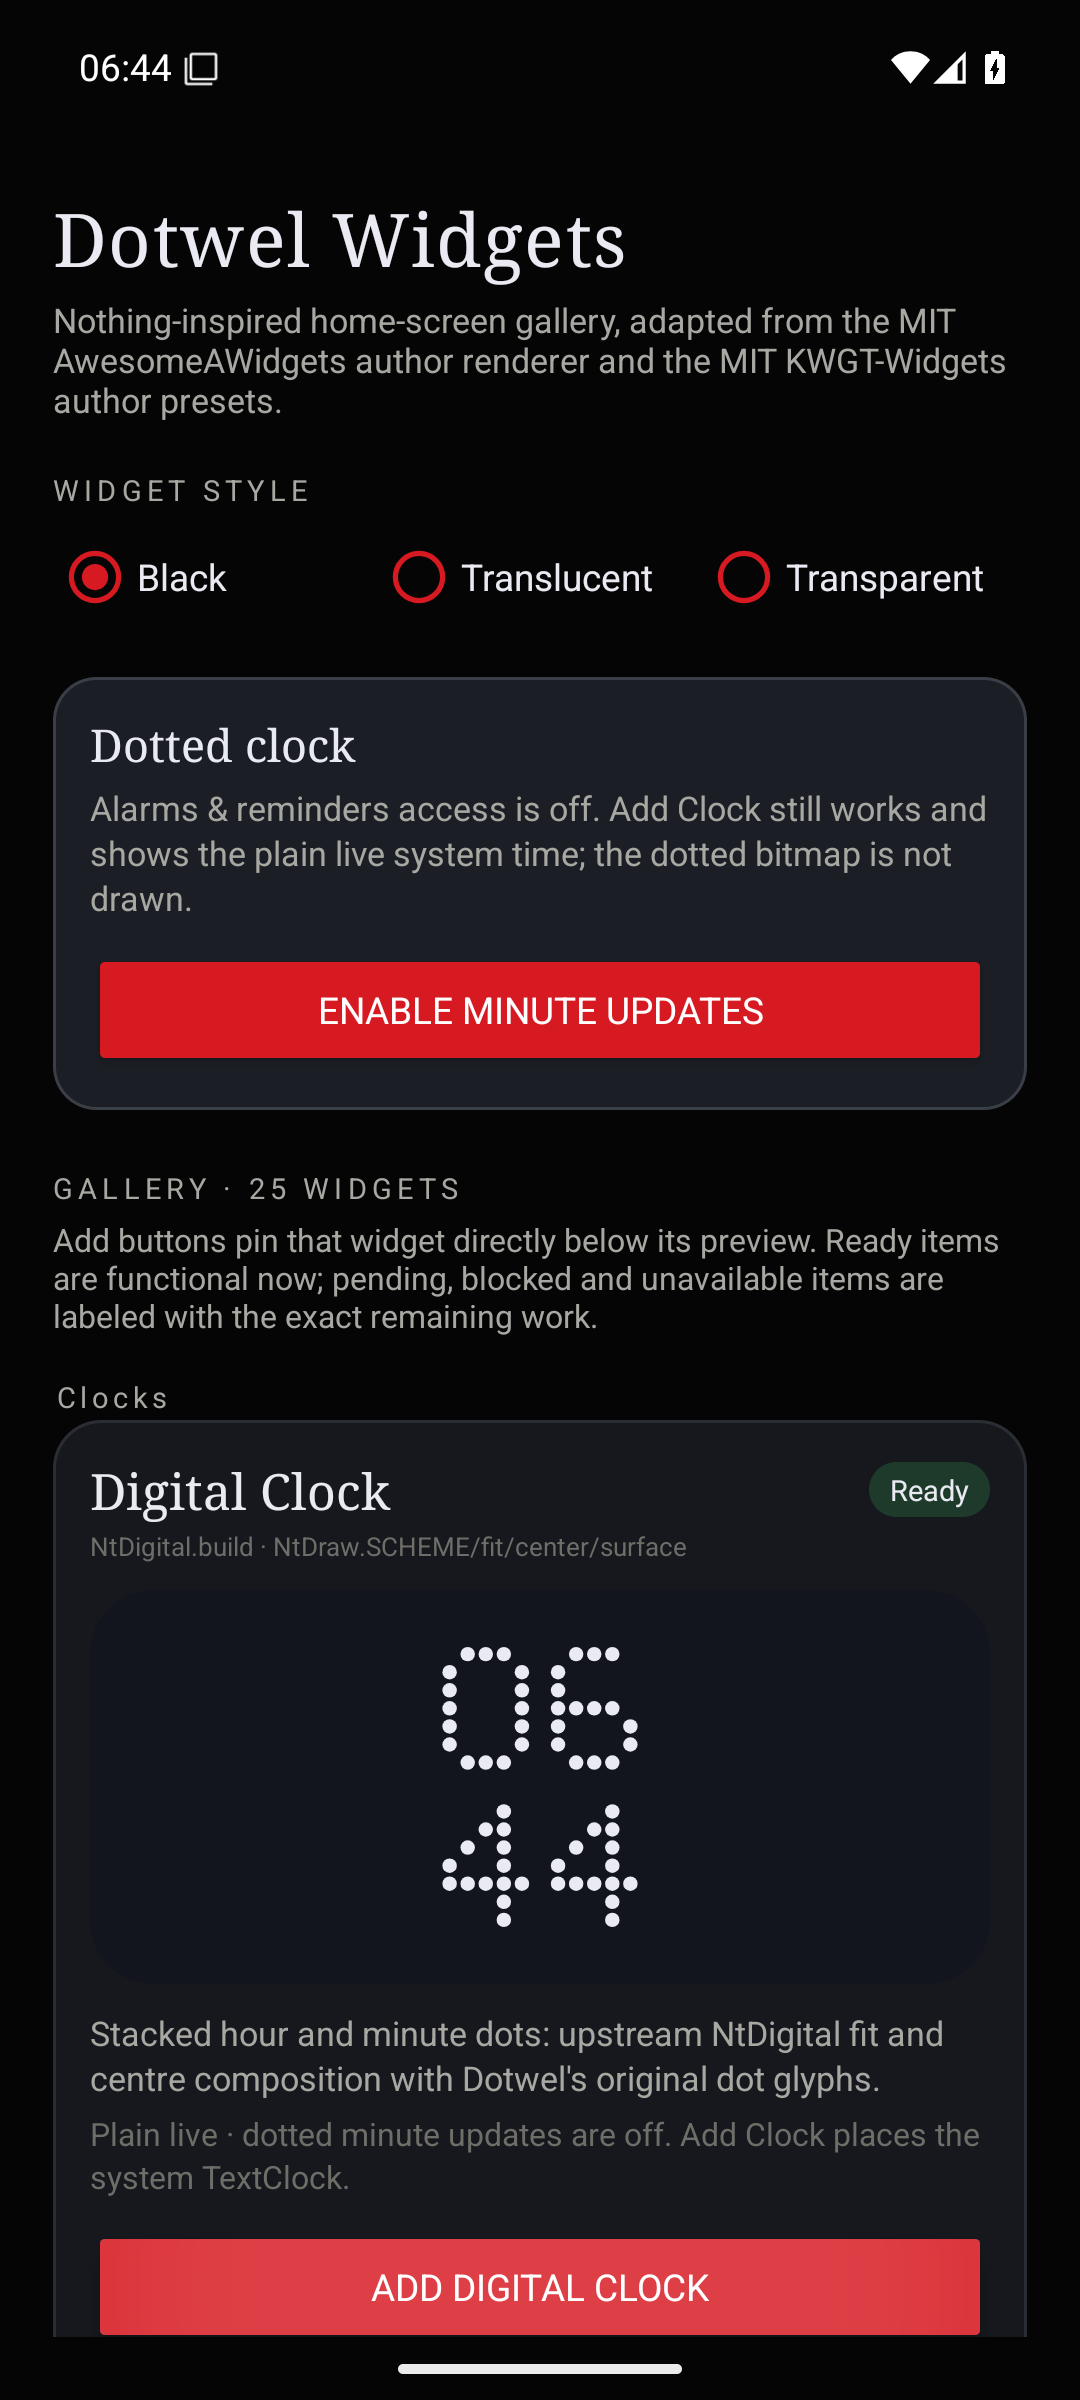 06:44
Dotwel Widgets
Nothing-inspired home-screen gallery, adapted from the MIT
AwesomeAWidgets author renderer and the MIT KWGT-Widgets
author presets.
WIDGET STYLE
Black
Translucent
Transparent
Dotted clock
Alarms & reminders access is off. Add Clock still works and
shows the plain live system time; the dotted bitmap is not
drawn.
ENABLE MINUTE UPDATES
GALLERY · 25 WIDGETS
Add buttons pin that widget directly below its preview. Ready items
are functional now; pending, blocked and unavailable items are
labeled with the exact remaining work.
Clocks
Digital Clock
Ready
NtDigital.build · NtDraw.SCHEME/fit/center/surface
06
44
Stacked hour and minute dots: upstream NtDigital fit and
centre composition with Dotwel's original dot glyphs.
Plain live · dotted minute updates are off. Add Clock places the
system TextClock.
ADD DIGITAL CLOCK